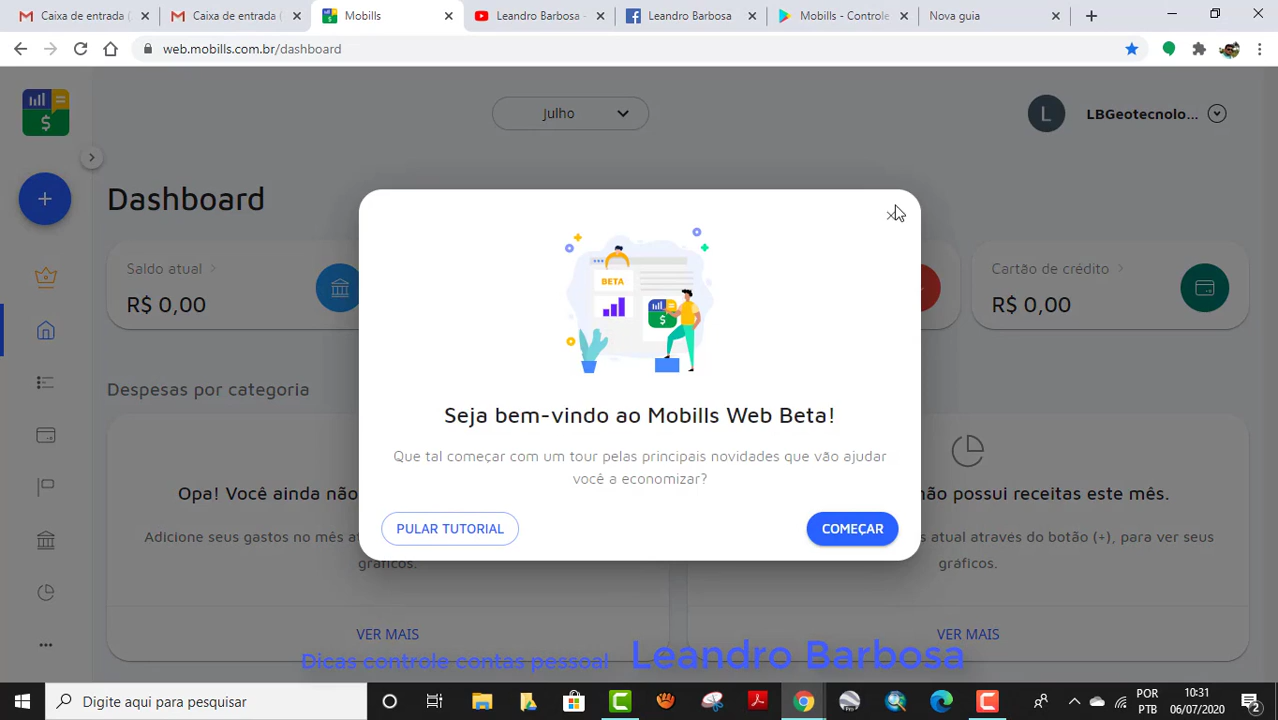 Caixa de entrada (
Caixa de entrada (
Mobills
Leandro Barbosa -
Leandro Barbosa
Mobills - Controle
Nova guia
web.mobills.com.br/dashboard
Julho
L
LBGeotecnolo...
Dashboard
Saldo atual
R$ 0,00
Cartão de crédito
R$ 0,00
BETA
Seja bem-vindo ao Mobills Web Beta!
Que tal começar com um tour pelas principais novidades que vão ajudar
você a economizar?
PULAR TUTORIAL
COMEÇAR
Despesas por categoria
Opa! Você ainda não
Adicione seus gastos no mês at
gráficos.
VER MAIS
não possui receitas este mês.
s atual através do botão (+), para ver seus
gráficos.
VER MAIS
Dicas controle contas pessoal Leandro Barbosa
Digite aqui para pesquisar
POR
PTB
10:31
06/07/2020
2